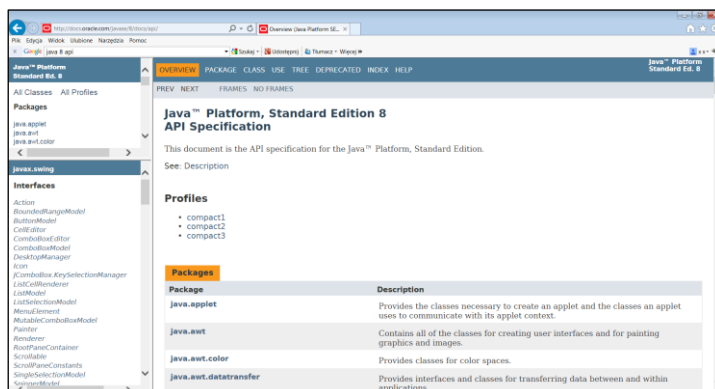 http://docs.oracle.com/javase/8/docs/api/
Overview (Java Platform SE...
Plik Edycja Widok Ulubione Narzędzia Pomoc
Google java 8 api
Szukaj Udostępnij Tłumacz Więcej »
Java™ Platform
Standard Ed. 8
All Classes All Profiles
Packages
java.applet
java.awt
java.awt.color
javax.swing
Interfaces
Action
BoundedRangeModel
ButtonModel
CellEditor
ComboBoxEditor
ComboBoxModel
DesktopManager
Icon
JComboBox.KeySelectionManager
ListCellRenderer
ListModel
ListSelectionModel
MenuElement
MutableComboBoxModel
Painter
Renderer
RootPaneContainer
Scrollable
ScrollPaneConstants
SingleSelectionModel
SpinnerModel
OVERVIEW PACKAGE CLASS USE TREE DEPRECATED INDEX HELP
Java™ Platform
Standard Ed. 8
PREV NEXT FRAMES NO FRAMES
Java™ Platform, Standard Edition 8
API Specification
This document is the API specification for the Java™ Platform, Standard Edition.
See: Description
Profiles
• compact1
• compact2
• compact3
Packages
Package Description
java.applet Provides the classes necessary to create an applet and the classes an applet
uses to communicate with its applet context.
java.awt Contains all of the classes for creating user interfaces and for painting
graphics and images.
java.awt.color Provides classes for color spaces.
java.awt.datatransfer Provides interfaces and classes for transferring data between and within
applications.